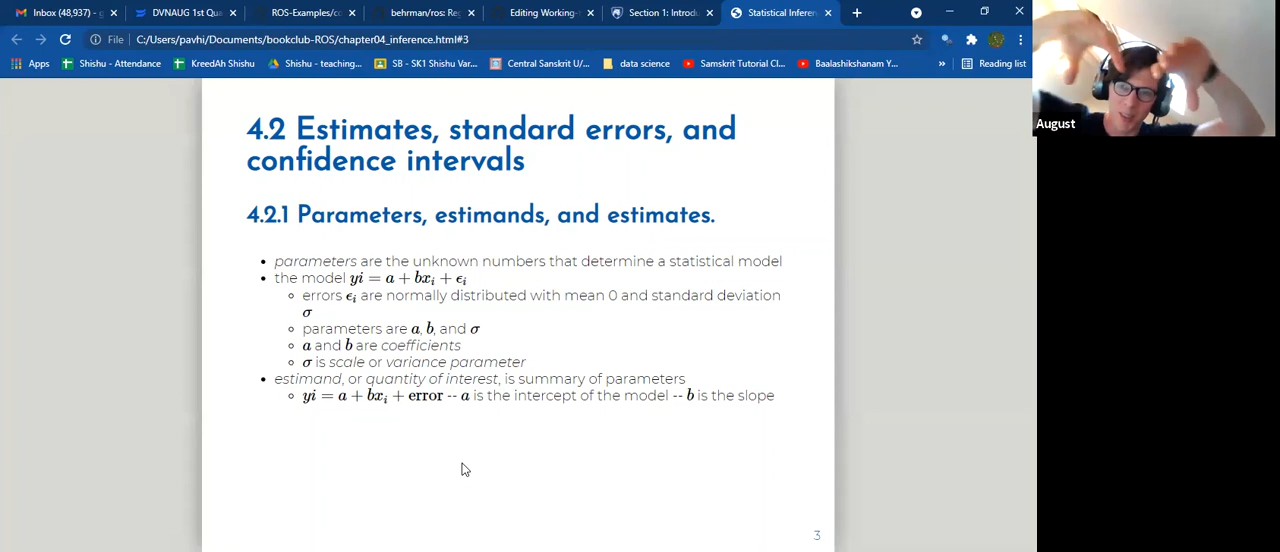 Inbox (48,937) - g
DVNAUG 1st Qua
ROS-Examples/cc
behrman/ros: Reg
Editing Working-
Section 1: Introdu
Statistical Inferen
File
C:/Users/pavhi/Documents/bookclub-ROS/chapter04_inference.html#3
Apps
Shishu - Attendance
KreedAh Shishu
Shishu - teaching...
SB - SK1 Shishu Var...
Central Sanskrit U/...
data science
Samskrit Tutorial Cl...
Baalashikshanam Y...
»
Reading list
August
4.2 Estimates, standard errors, and
confidence intervals
4.2.1 Parameters, estimands, and estimates.
• parameters are the unknown numbers that determine a statistical model
• the model yi = a + bxᵢ + ϵᵢ
◦ errors ϵᵢ are normally distributed with mean 0 and standard deviation
σ
◦ parameters are a, b, and σ
◦ a and b are coefficients
◦ σ is scale or variance parameter
• estimand, or quantity of interest, is summary of parameters
◦ yi = a + bxᵢ + error -- a is the intercept of the model -- b is the slope
3